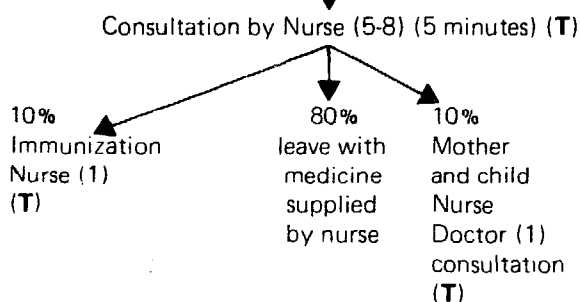 Consultation by Nurse (5-8) (5 minutes) (T)
10%
Immunization
Nurse (1)
(T)
80%
leave with
medicine
supplied
by nurse
10%
Mother
and child
Nurse
Doctor (1)
consultation
(T)